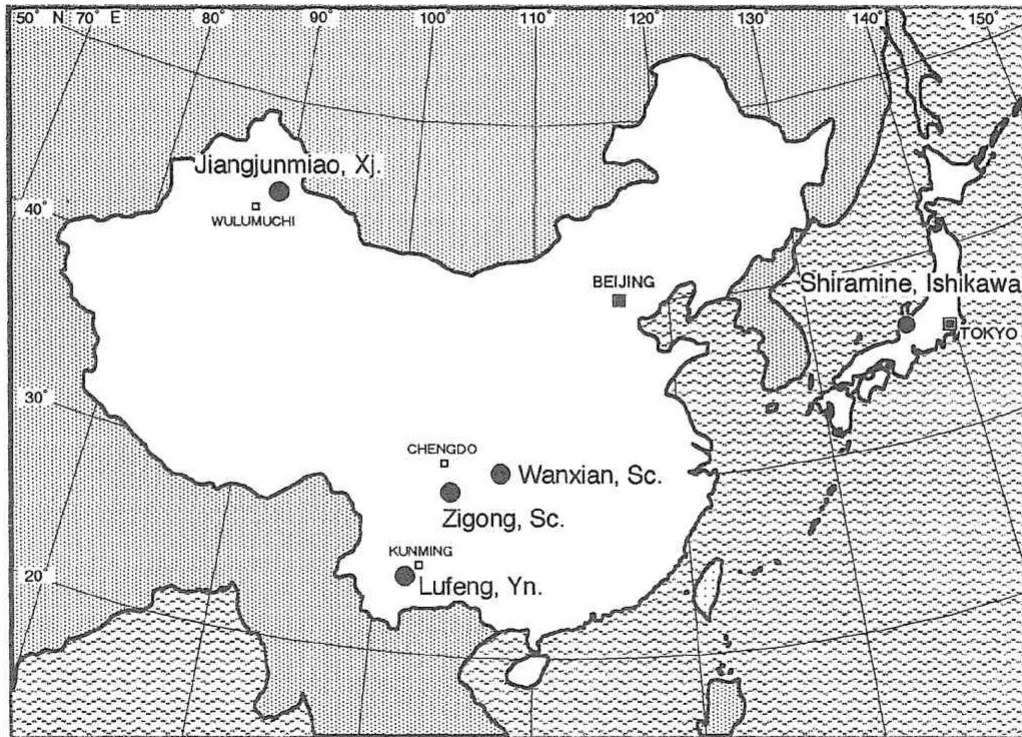 50° N 70° E 80° 90° 100° 110° 120° 130° 140° 150°
Jiangjunmiao, Xj.
40°
WULUMUCHI
BEIJING
Shiramine, Ishikawa
TOKYO
30°
CHENGDO
Wanxian, Sc.
Zigong, Sc.
KUNMING
20°
Lufeng, Yn.